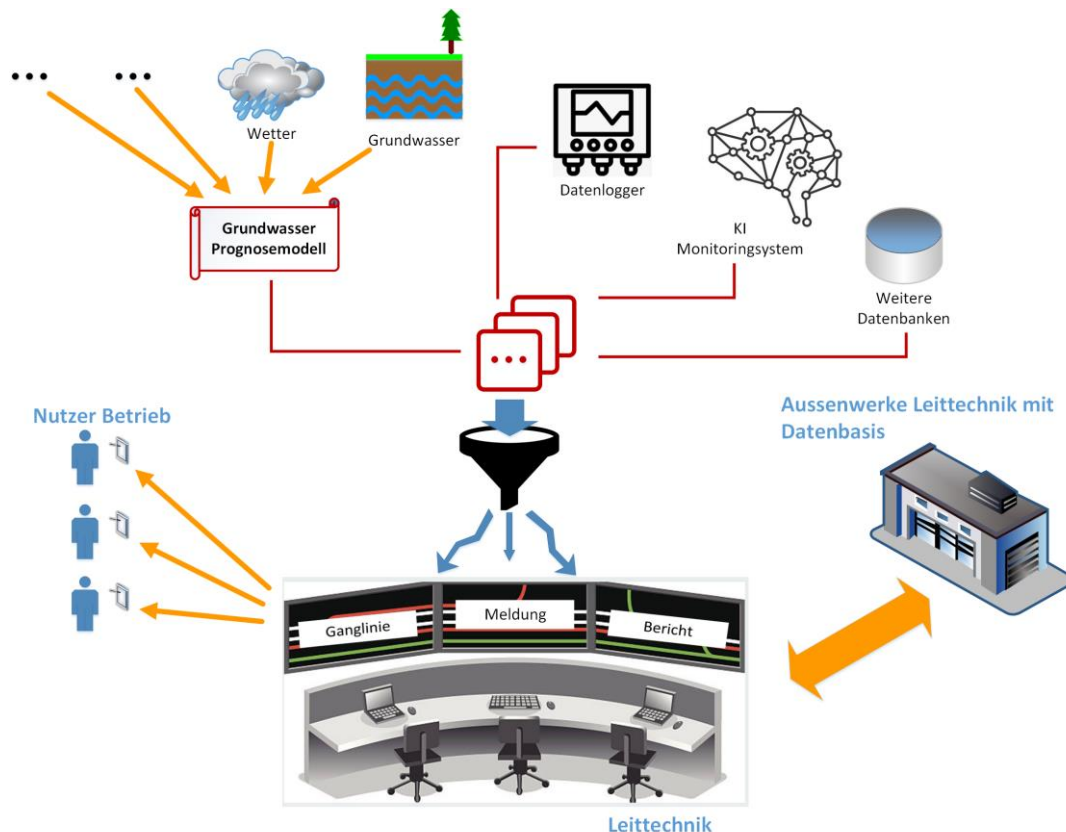 ... ...
Wetter
Grundwasser
Datenlogger
Grundwasser
Prognosemodell
KI
Monitoringsystem
Weitere
Datenbanken
...
Nutzer Betrieb
Aussenwerke Leittechnik mit
Datenbasis
Ganglinie
Meldung
Bericht
Leittechnik